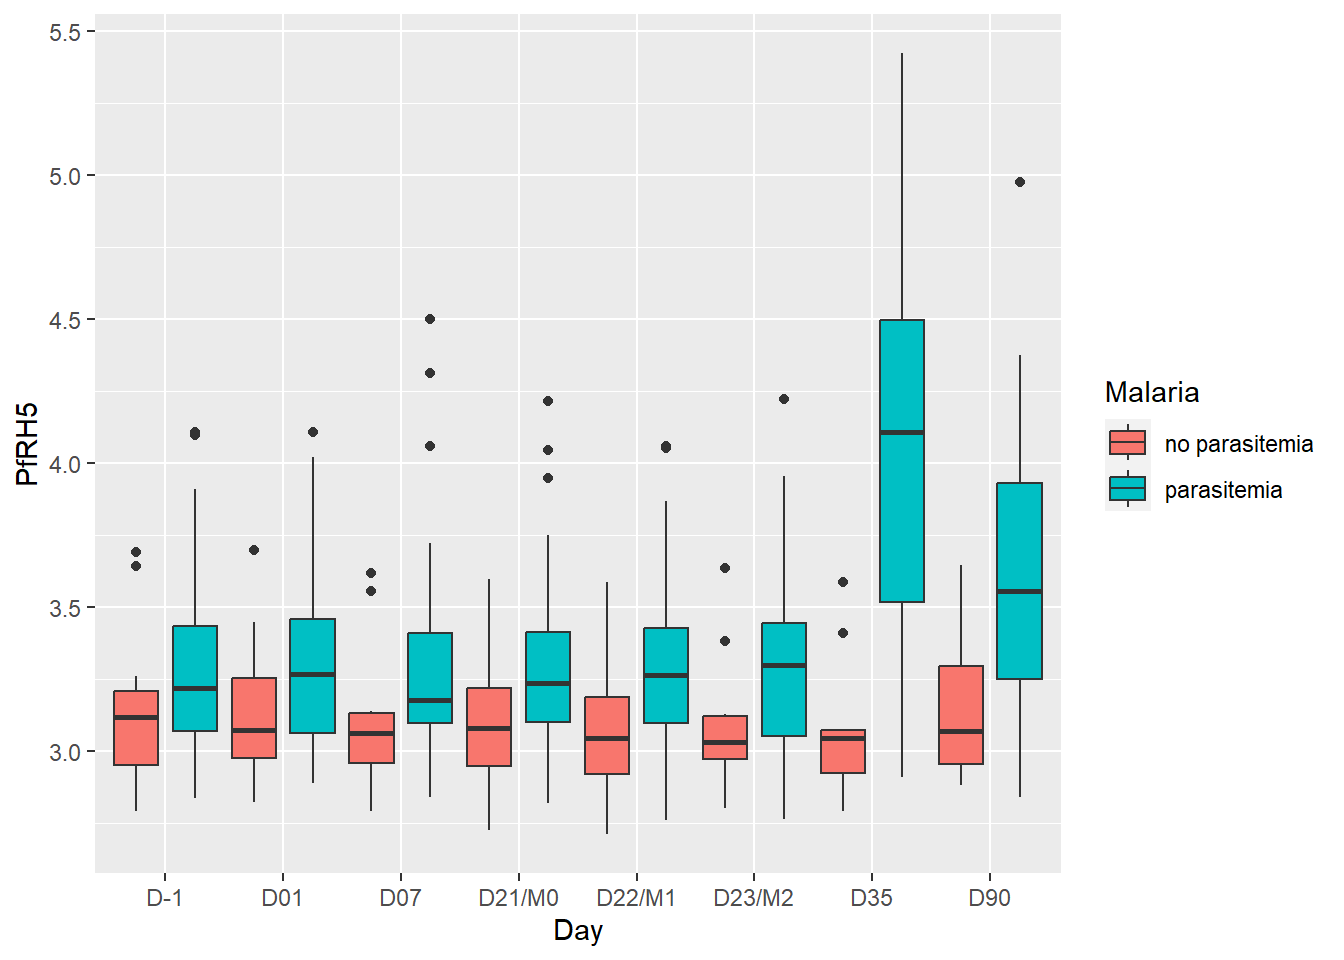 5.5
5.0
4.5
4.0
3.5
3.0
PfRH5
D-1 D01 D07 D21/M0 D22/M1 D23/M2 D35 D90
Day
Malaria
no parasitemia
parasitemia